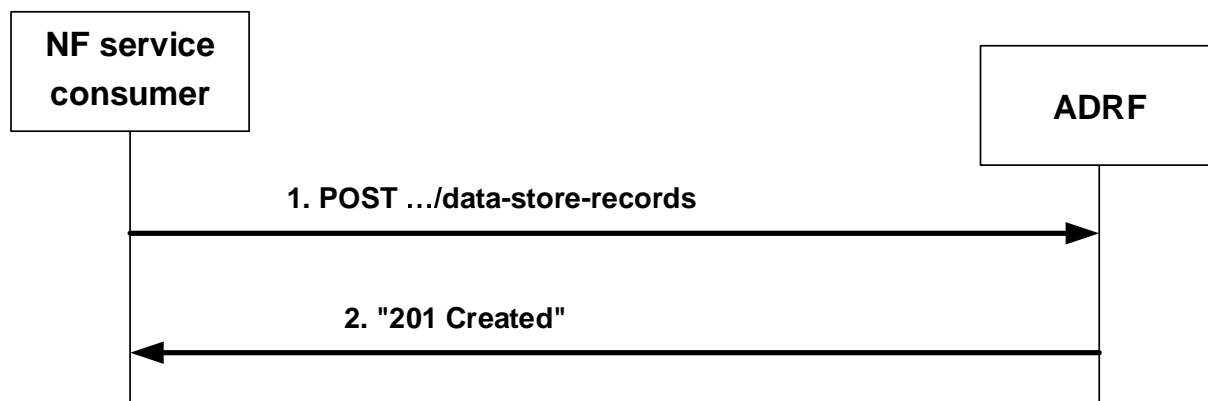 NF service
consumer
ADRF
1. POST …/data-store-records
2. "201 Created"